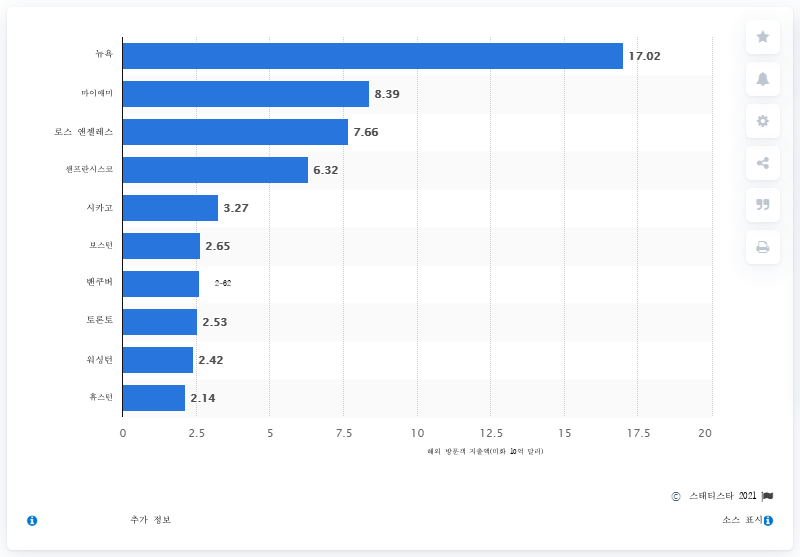 뉴욕 17.02
마이애미 8.39
로스 앤젤레스 7.66
샌프란시스코 6.32
시카고 3.27
보스턴 2.65
밴쿠버 2-62
토론토 2.53
워싱턴 2.42
휴스턴 2.14
0 2.5 5 7.5 10 12.5 15 17.5 20
해외 방문객 지출액(미화 10억 달러)
© 스태티스타 2021
추가 정보 소스 표시